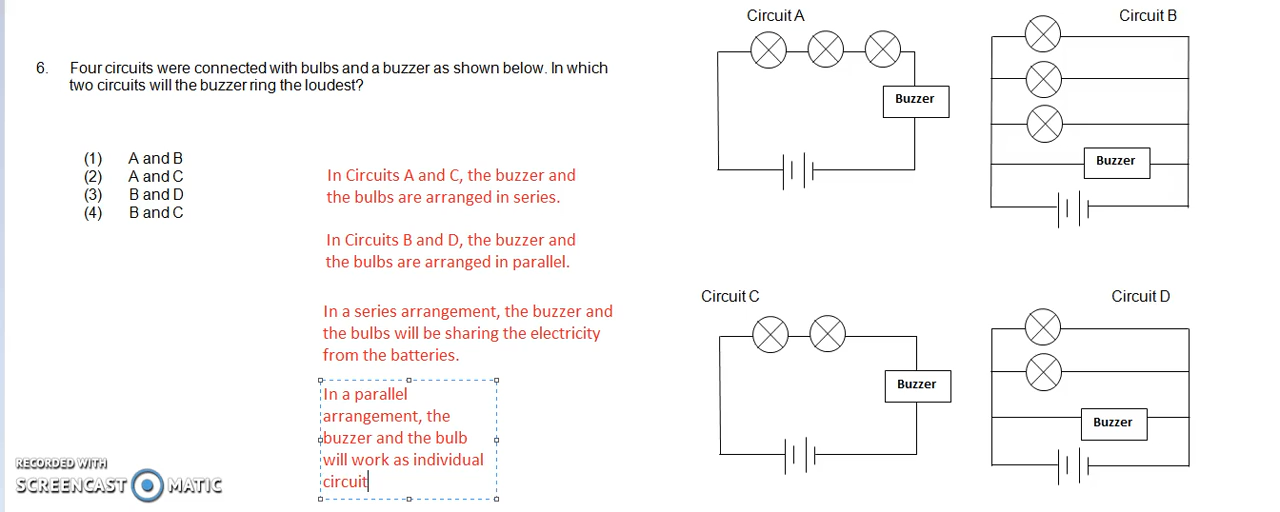 6. Four circuits were connected with bulbs and a buzzer as shown below. In which
two circuits will the buzzer ring the loudest?
(1) A and B
(2) A and C
(3) B and D
(4) B and C
In Circuits A and C, the buzzer and
the bulbs are arranged in series.
In Circuits B and D, the buzzer and
the bulbs are arranged in parallel.
In a series arrangement, the buzzer and
the bulbs will be sharing the electricity
from the batteries.
In a parallel
arrangement, the
buzzer and the bulb
will work as individual
circuit
Circuit A
Buzzer
Circuit B
Buzzer
Circuit C
Buzzer
Circuit D
Buzzer
RECORDED WITH
SCREENCAST MATIC